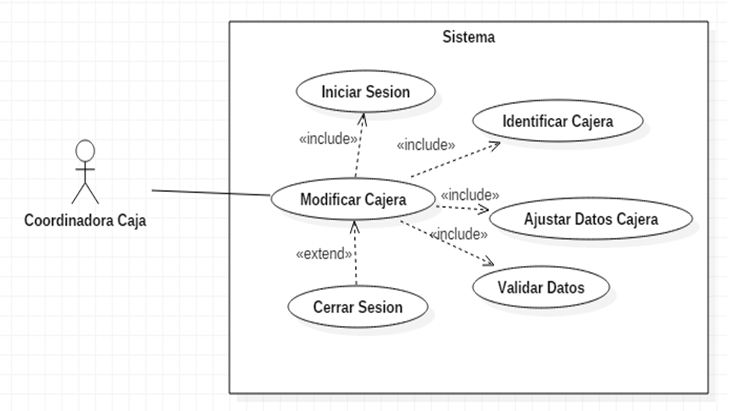 Sistema
Iniciar Sesion
Identificar Cajera
«include»
«include»
Modificar Cajera
«include»
Ajustar Datos Cajera
Coordinadora Caja
«include»
«extend»
Validar Datos
Cerrar Sesion